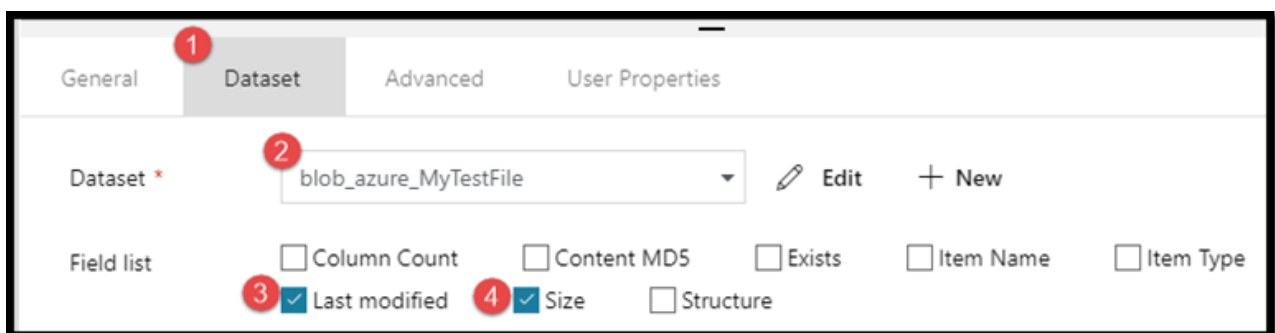 1
General Dataset Advanced User Properties
2
Dataset * blob_azure_MyTestFile Edit + New
Field list Column Count Content MD5 Exists Item Name Item Type
3 Last modified 4 Size Structure